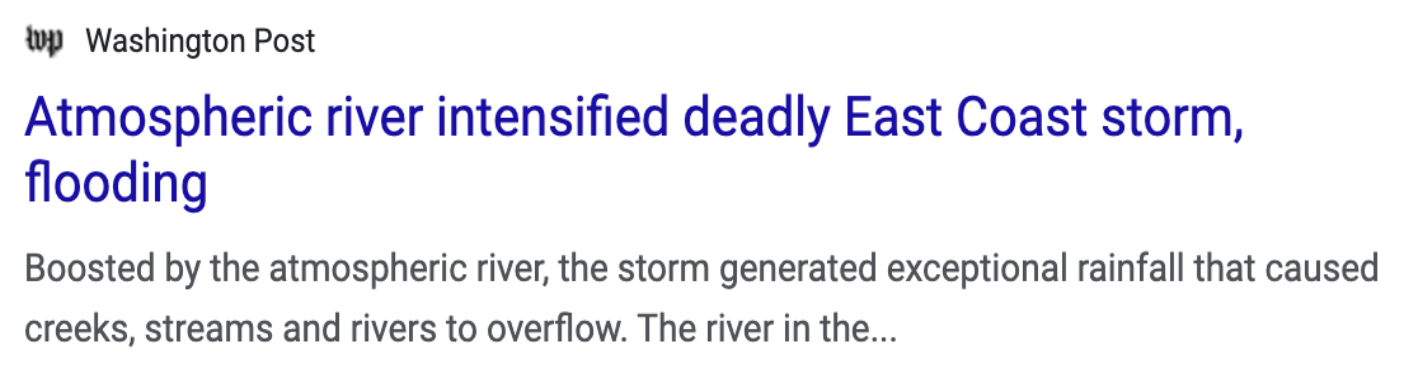 wp Washington Post
Atmospheric river intensified deadly East Coast storm,
flooding
Boosted by the atmospheric river, the storm generated exceptional rainfall that caused
creeks, streams and rivers to overflow. The river in the...